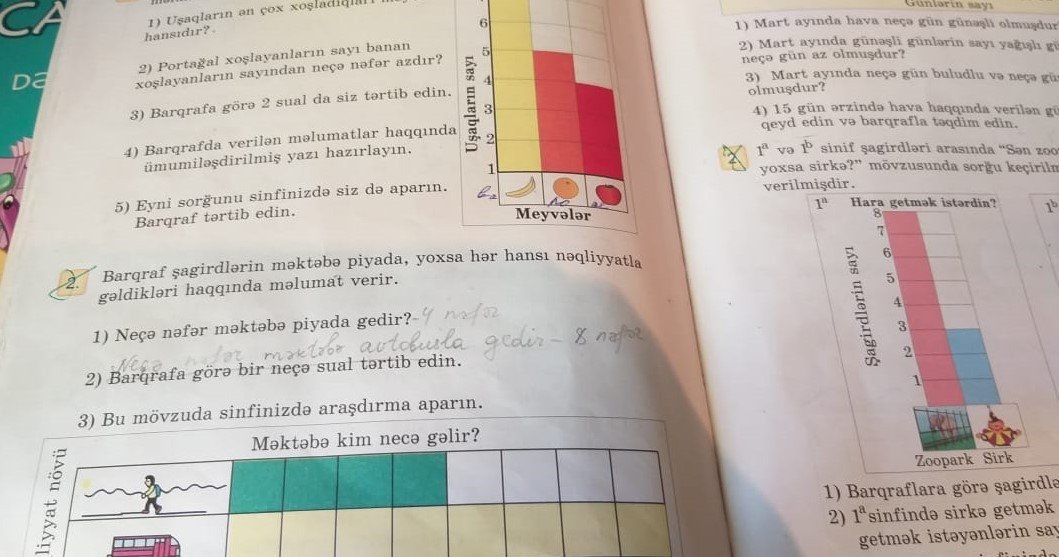 CA
DƏ
1) Uşaqların ən çox xoşladığı
hansıdır?
2) Portağal xoşlayanların sayı banan
xoşlayanların sayından neçə nəfər azdır?
3) Barqrafa görə 2 sual da siz tərtib edin.
4) Barqrafda verilən məlumatlar haqqında
ümumiləşdirilmiş yazı hazırlayın.
5) Eyni sorğunu sinfinizdə siz də aparın.
Barqraf tərtib edin.
Uşaqların sayı
6
5
4
3
2
1
Meyvələr
2. Barqraf şagirdlərin məktəbə piyada, yoxsa hər hansı nəqliyyatla
gəldikləri haqqında məlumat verir.
1) Neçə nəfər məktəbə piyada gedir? - 4 nəfər
Neçə nəfər məktəbə avtobusla gedir - 8 nəfər
2) Barqrafa görə bir neçə sual tərtib edin.
3) Bu mövzuda sinfinizdə araşdırma aparın.
Məktəbə kim necə gəlir?
liyyat növü
Günlərin sayı
1) Mart ayında hava neçə gün günəşli olmuşdur
2) Mart ayında günəşli günlərin sayı yağışlı gü
neçə gün az olmuşdur?
3) Mart ayında neçə gün buludlu və neçə gün
olmuşdur?
4) 15 gün ərzində hava haqqında verilən gü
qeyd edin və barqrafla təqdim edin.
2. 1ª və 1ᵇ sinif şagirdləri arasında "Sən zoo
yoxsa sirkə?" mövzusunda sorğu keçirilm
verilmişdir.
1ª Hara getmək istərdin?
1ᵇ
Şagirdlərin sayı
8
7
6
5
4
3
2
1
Zoopark Sirk
1) Barqraflara görə şagirdlə
2) 1ª sinfində sirkə getmək
getmək istəyənlərin say